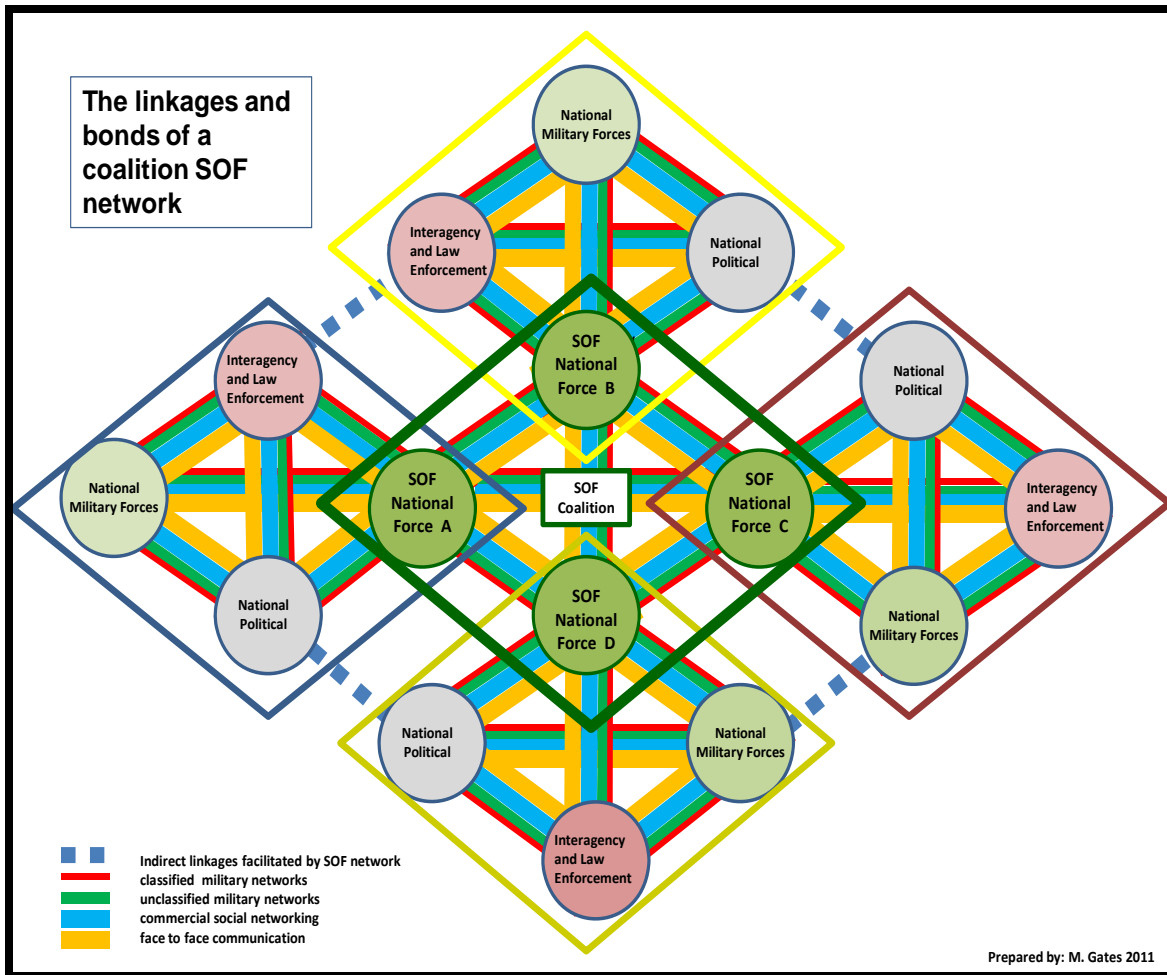 The linkages and
bonds of a
coalition SOF
network
National
Military Forces
Interagency
and Law
Enforcement
National
Political
SOF
National
Force B
Interagency
and Law
Enforcement
National
Military Forces
National
Political
SOF
National
Force A
SOF
Coalition
SOF
National
Force C
National
Political
Interagency
and Law
Enforcement
National
Military Forces
SOF
National
Force D
National
Political
National
Military Forces
Interagency
and Law
Enforcement
Indirect linkages facilitated by SOF network
classified military networks
unclassified military networks
commercial social networking
face to face communication
Prepared by: M. Gates 2011